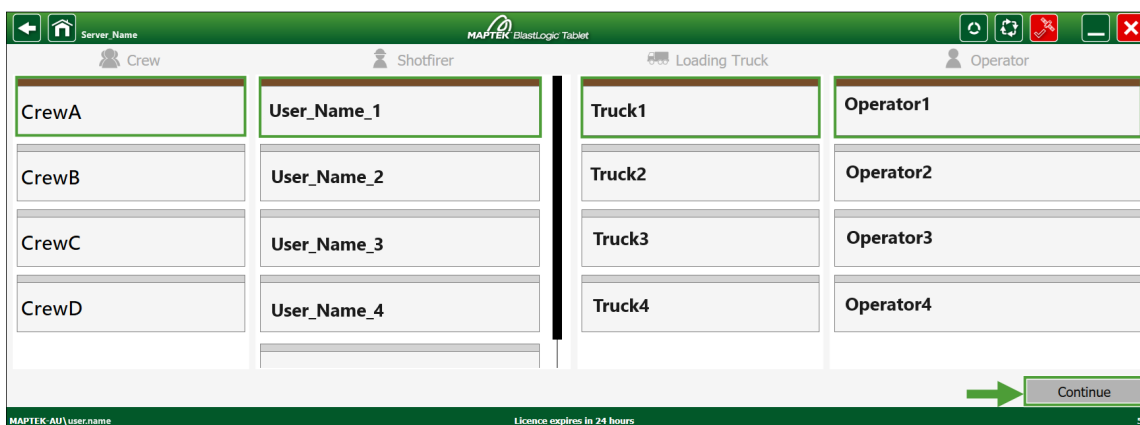 Server_Name
MAPTEK BlastLogic Tablet
Crew
Shotfirer
Loading Truck
Operator
CrewA
User_Name_1
Truck1
Operator1
CrewB
User_Name_2
Truck2
Operator2
CrewC
User_Name_3
Truck3
Operator3
CrewD
User_Name_4
Truck4
Operator4
Continue
MAPTEK-AU\user.name
Licence expires in 24 hours